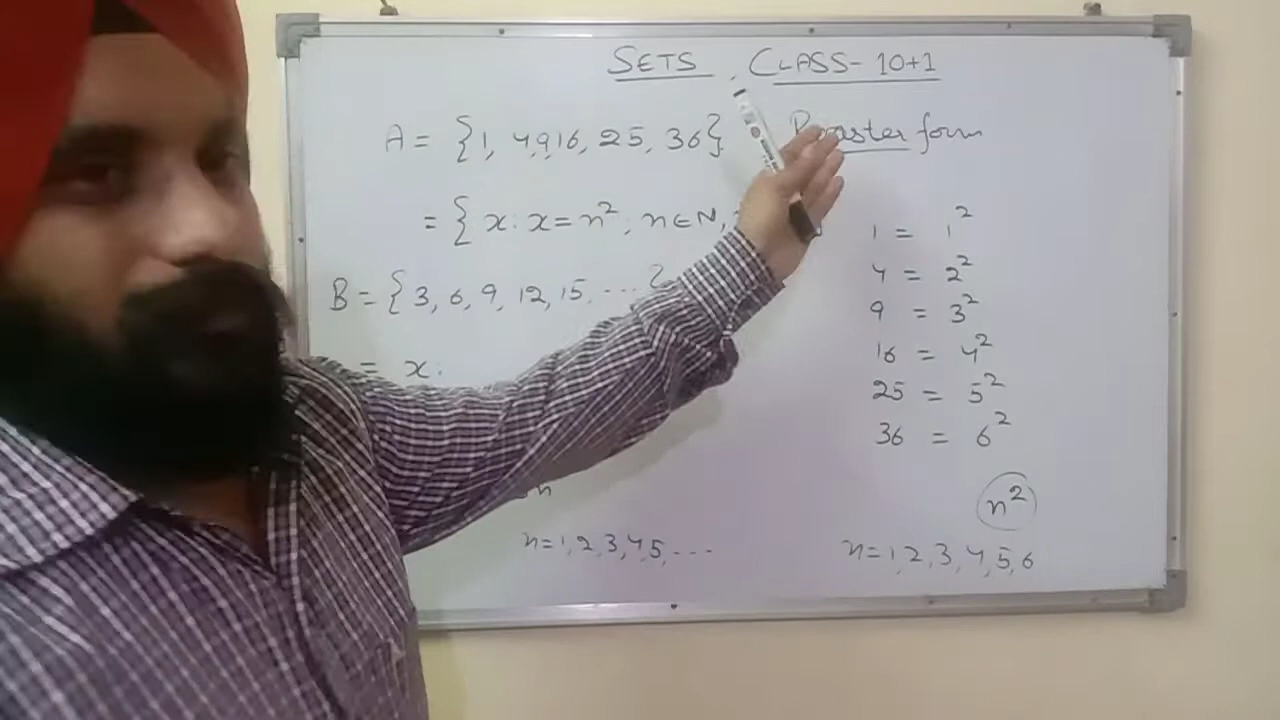 SETS, CLASS-10+1
A = {1, 4,9,16, 25, 36} Roaster form
= { x: x = n²; n ∈ N,
B = { 3, 6, 9, 12, 15, ... }
= x:
n
n=1,2,3,4,5,...
1 = 1²
4 = 2²
9 = 3²
16 = 4²
25 = 5²
36 = 6²
n²
n=1,2,3,4,5,6